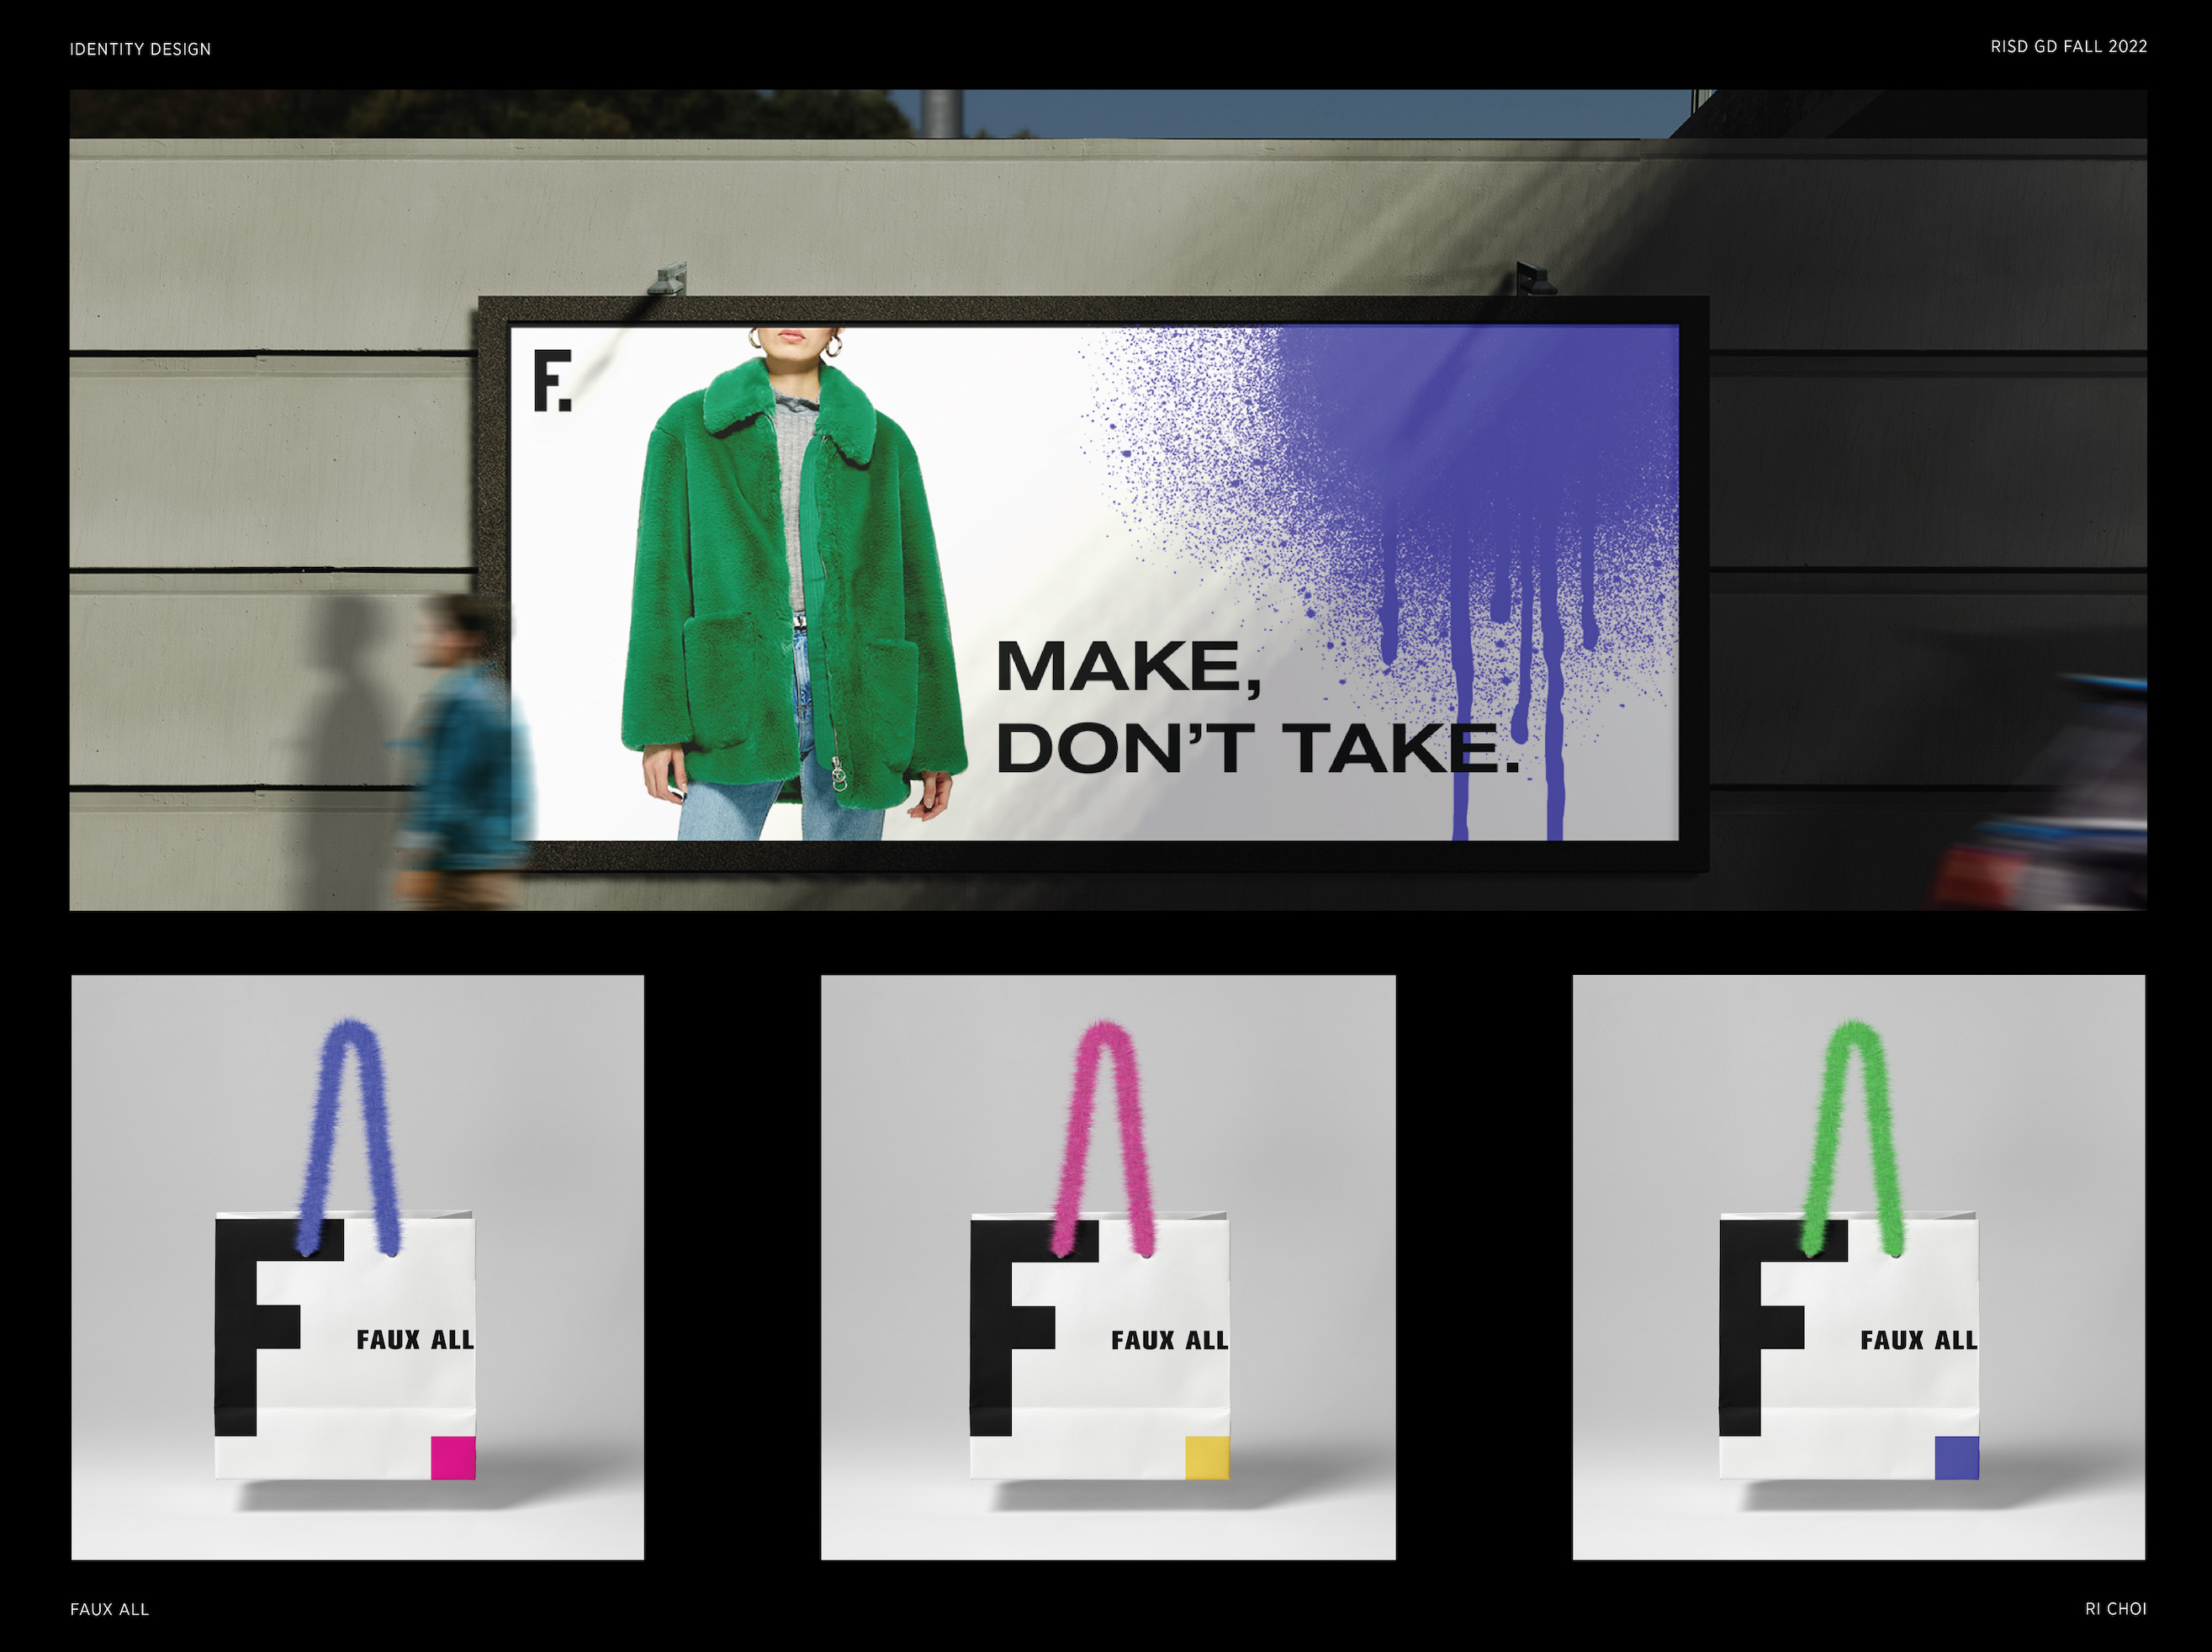 IDENTITY DESIGN
RISD GD FALL 2022
F.
MAKE,
DON’T TAKE.
F
FAUX ALL
F
FAUX ALL
F
FAUX ALL
FAUX ALL
RI CHOI